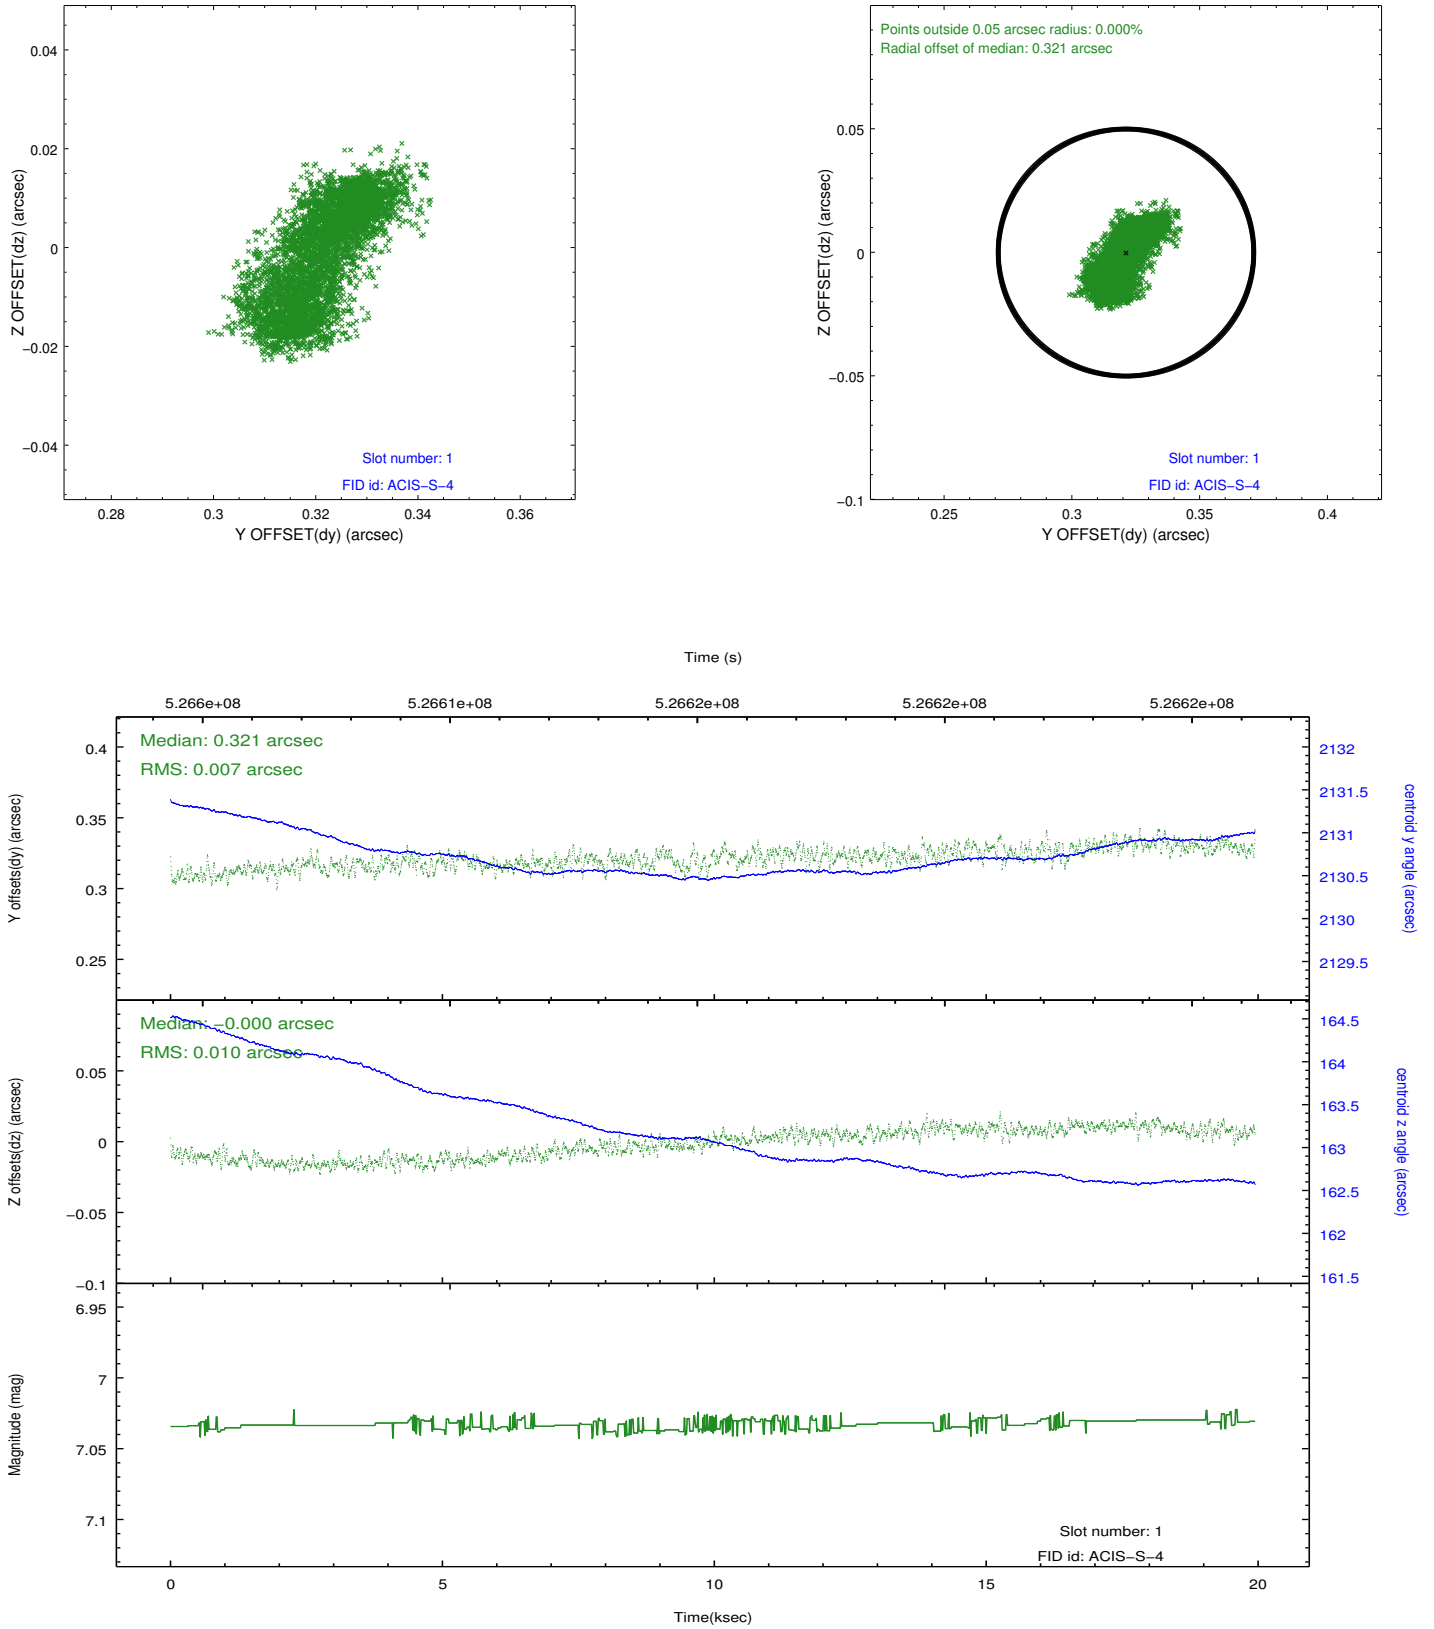 0.04
0.02
0
−0.02
−0.04
Z OFFSET(dz) (arcsec)
Slot number: 1
FID id: ACIS−S−4
0.28
0.3
0.32
0.34
0.36
Y OFFSET(dy) (arcsec)
Points outside 0.05 arcsec radius: 0.000%
Radial offset of median: 0.321 arcsec
0.05
0
−0.05
−0.1
Z OFFSET(dz) (arcsec)
Slot number: 1
FID id: ACIS−S−4
0.25
0.3
0.35
0.4
Y OFFSET(dy) (arcsec)
Time (s)
5.266e+08
5.2661e+08
5.2662e+08
5.2662e+08
5.2662e+08
Median: 0.321 arcsec
RMS: 0.007 arcsec
0.4
0.35
0.3
0.25
Y offsets(dy) (arcsec)
2132
2131.5
2131
2130.5
2130
2129.5
centroid y angle (arcsec)
Median: −0.000 arcsec
RMS: 0.010 arcsec
0.05
0
−0.05
−0.1
Z offsets(dz) (arcsec)
164.5
164
163.5
163
162.5
162
161.5
centroid z angle (arcsec)
6.95
7
7.05
7.1
Magnitude (mag)
Slot number: 1
FID id: ACIS−S−4
0
5
10
15
20
Time(ksec)